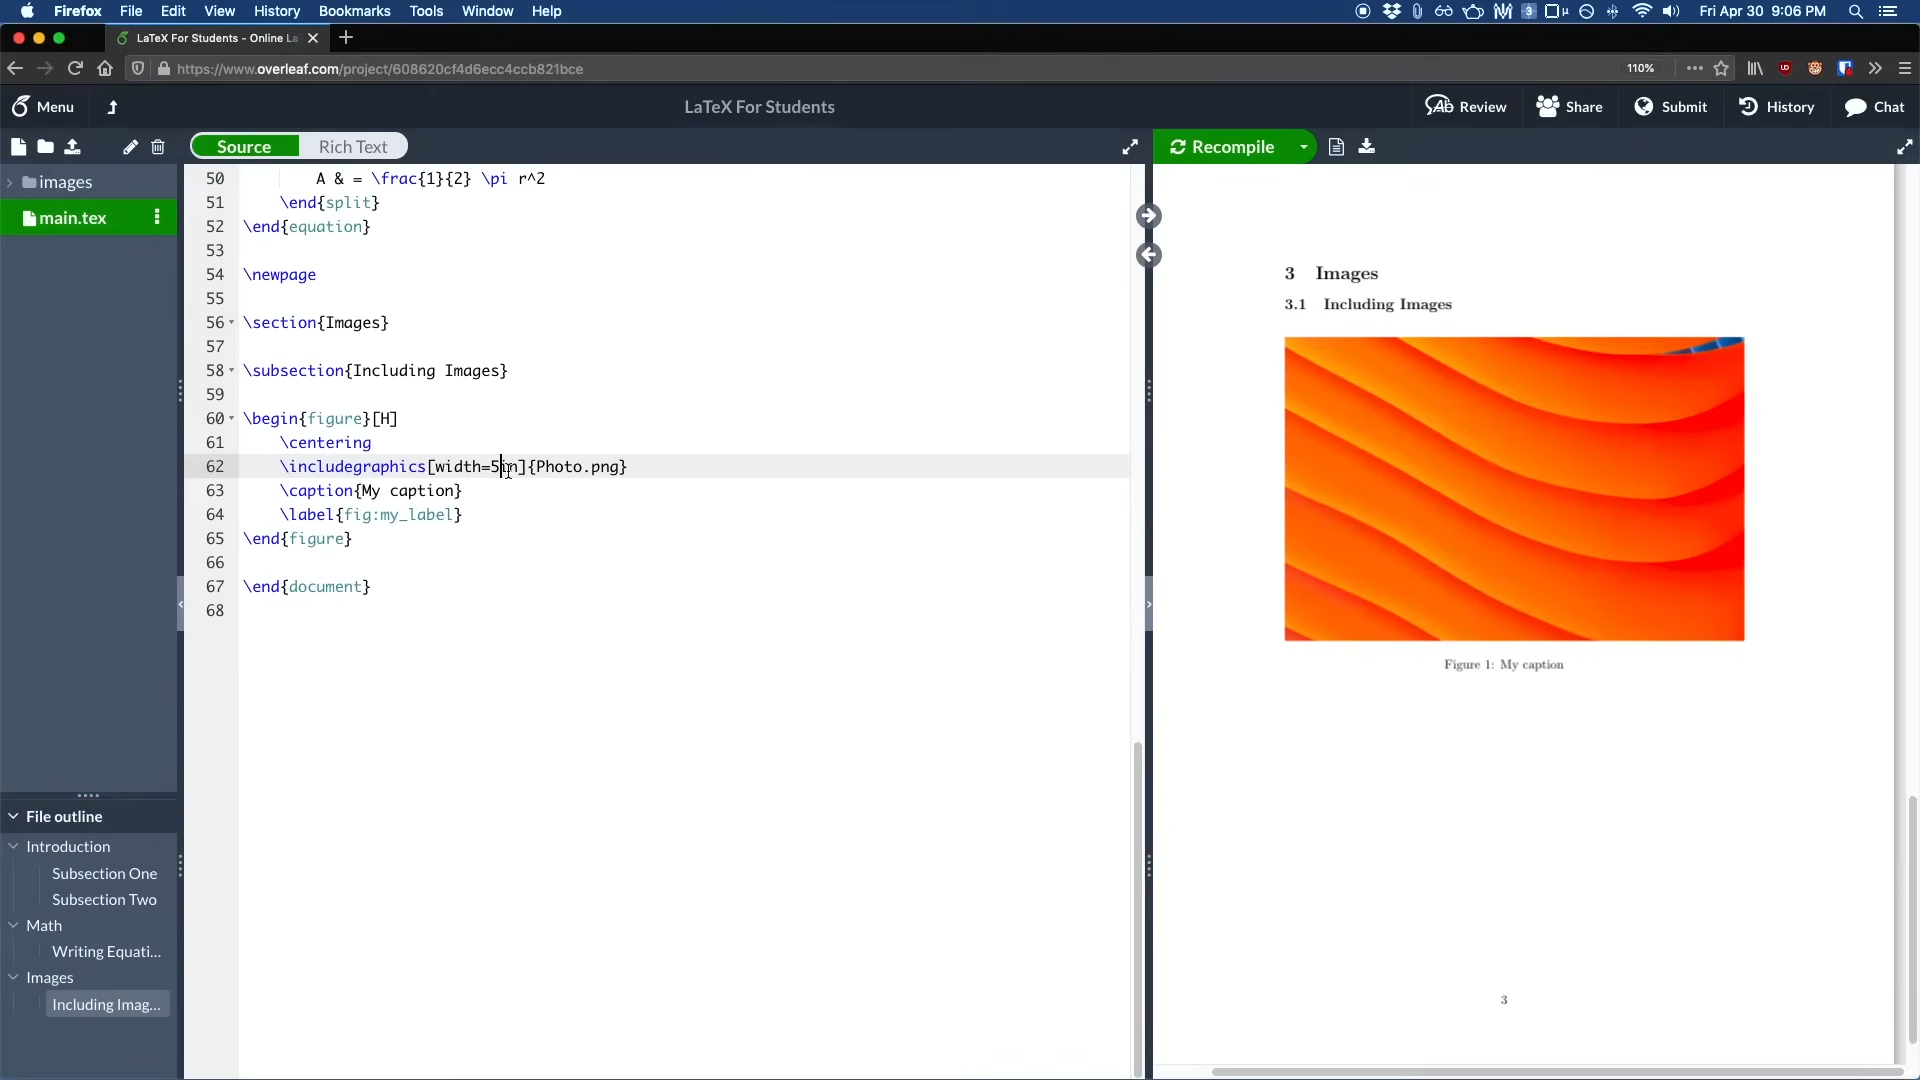 Firefox File Edit View History Bookmarks Tools Window Help 3 Fri Apr 30 9:06 PM
LaTeX For Students - Online La
https://www.overleaf.com/project/608620cf4d6ecc4ccb821bce 110%
Menu LaTeX For Students Review Share Submit History Chat
Source Rich Text Recompile
images
main.tex
50 A & = \frac{1}{2} \pi r^2
51 \end{split}
52 \end{equation}
53
54 \newpage
55
56 \section{Images}
57
58 \subsection{Including Images}
59
60 \begin{figure}[H]
61 \centering
62 \includegraphics[width=5in]{Photo.png}
63 \caption{My caption}
64 \label{fig:my_label}
65 \end{figure}
66
67 \end{document}
68
File outline
Introduction
Subsection One
Subsection Two
Math
Writing Equati...
Images
Including Imag...
3 Images
3.1 Including Images
Figure 1: My caption
3